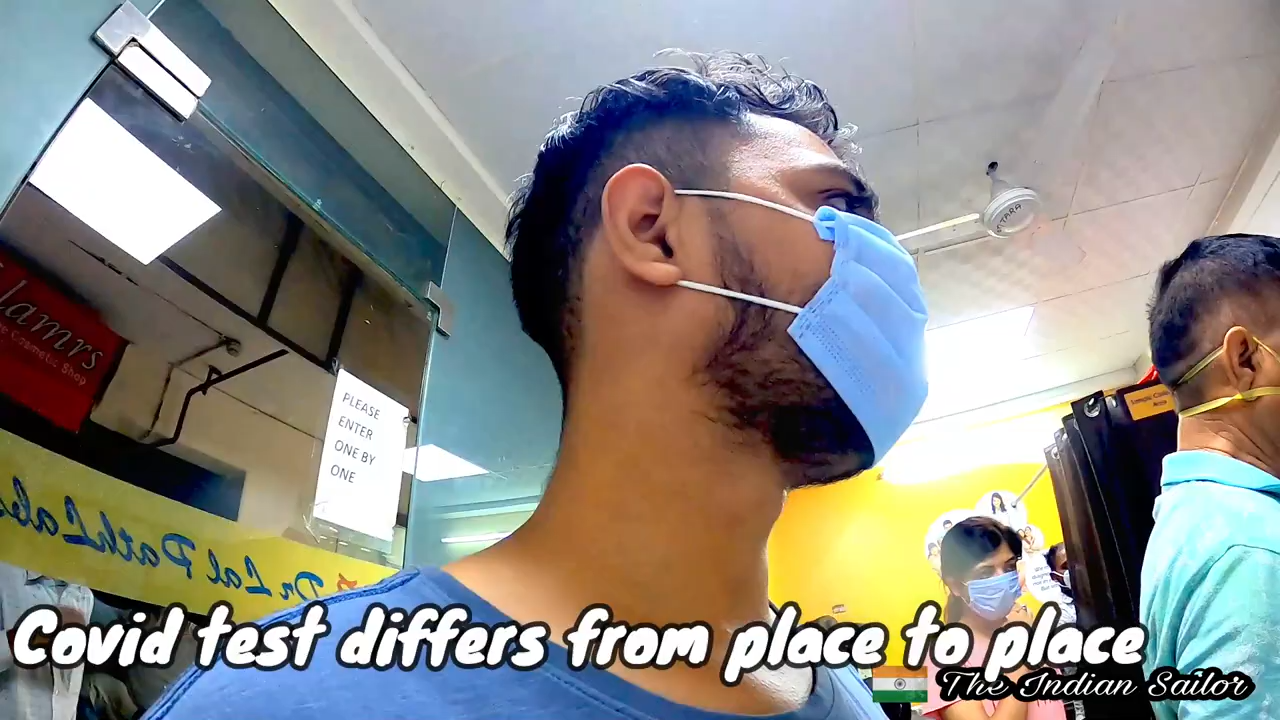 lamrs
Cosmetic Shop
PLEASE
ENTER
ONE BY
ONE
Dr Lal PathLabs
TARA
Covid test differs from place to place
The Indian Sailor